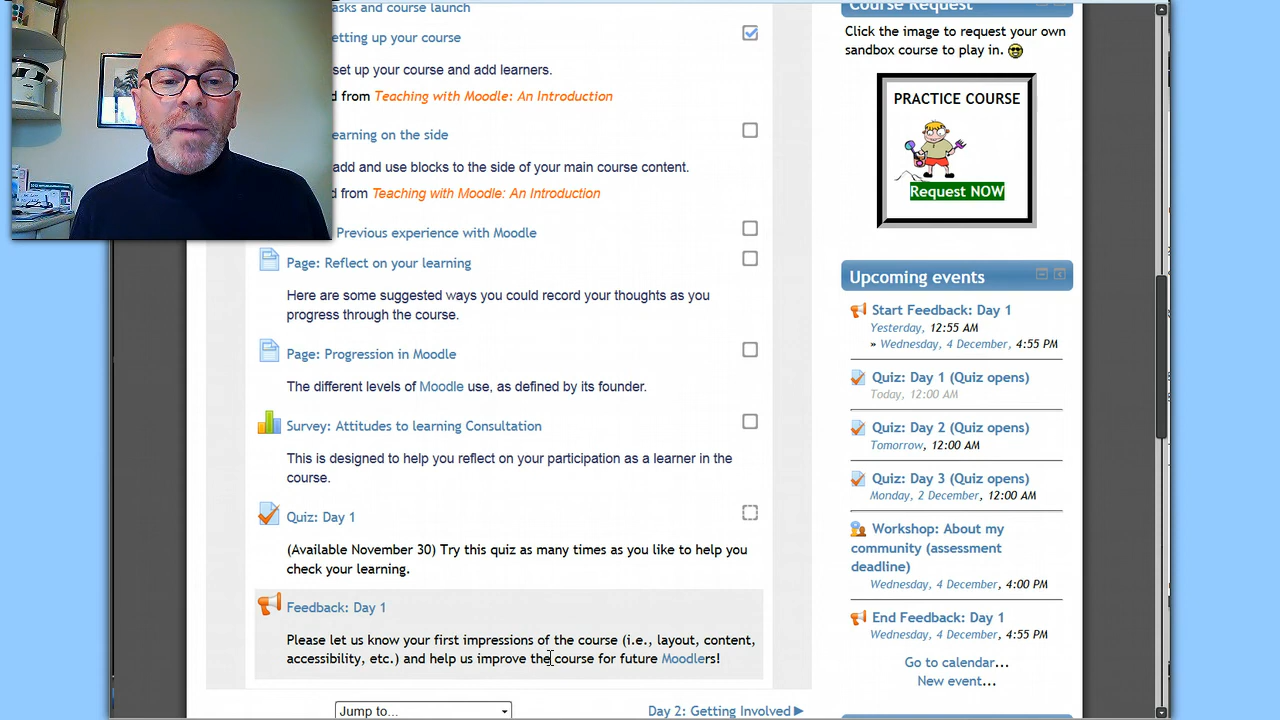 asks and course launch
etting up your course
set up your course and add learners.
d from Teaching with Moodle: An Introduction
earning on the side
add and use blocks to the side of your main course content.
d from Teaching with Moodle: An Introduction
Previous experience with Moodle
Page: Reflect on your learning
Here are some suggested ways you could record your thoughts as you
progress through the course.
Page: Progression in Moodle
The different levels of Moodle use, as defined by its founder.
Survey: Attitudes to learning Consultation
This is designed to help you reflect on your participation as a learner in the
course.
Quiz: Day 1
(Available November 30) Try this quiz as many times as you like to help you
check your learning.
Feedback: Day 1
Please let us know your first impressions of the course (i.e., layout, content,
accessibility, etc.) and help us improve the course for future Moodlers!
Jump to...
Day 2: Getting Involved
Course Request
Click the image to request your own
sandbox course to play in.
PRACTICE COURSE
Request NOW
Upcoming events
Start Feedback: Day 1
Yesterday, 12:55 AM
» Wednesday, 4 December, 4:55 PM
Quiz: Day 1 (Quiz opens)
Today, 12:00 AM
Quiz: Day 2 (Quiz opens)
Tomorrow, 12:00 AM
Quiz: Day 3 (Quiz opens)
Monday, 2 December, 12:00 AM
Workshop: About my
community (assessment
deadline)
Wednesday, 4 December, 4:00 PM
End Feedback: Day 1
Wednesday, 4 December, 4:55 PM
Go to calendar...
New event...